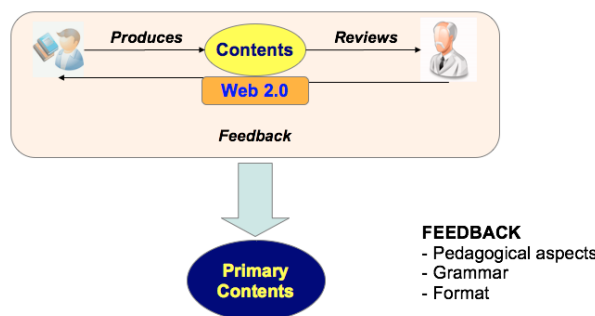 Produces
Contents
Reviews
Web 2.0
Feedback
Primary
Contents
FEEDBACK
- Pedagogical aspects
- Grammar
- Format